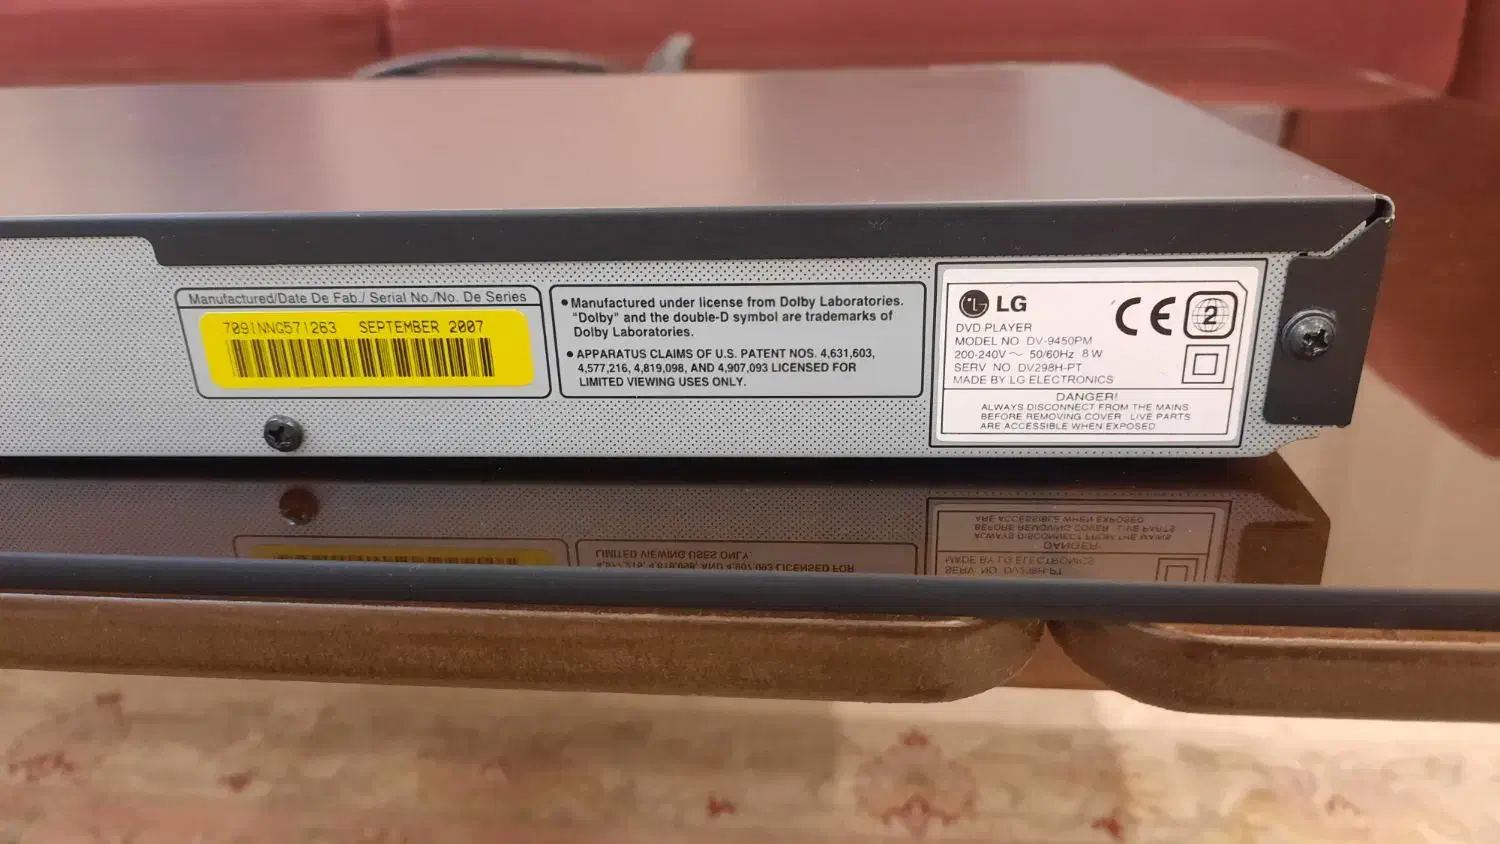 Manufactured/Date De Fab./ Serial No./No. De Series
709INNG571263 SEPTEMBER 2007
● Manufactured under license from Dolby Laboratories.
"Dolby" and the double-D symbol are trademarks of
Dolby Laboratories.
● APPARATUS CLAIMS OF U.S. PATENT NOS. 4,631,603,
4,577,216, 4,819,098, AND 4,907,093 LICENSED FOR
LIMITED VIEWING USES ONLY.
LG
CE 2
DVD PLAYER
MODEL NO DV-9450PM
200-240V ~ 50/60Hz 8 W
SERV NO DV298H-PT
MADE BY LG ELECTRONICS
DANGER!
ALWAYS DISCONNECT FROM THE MAINS
BEFORE REMOVING COVER LIVE PARTS
ARE ACCESSIBLE WHEN EXPOSED